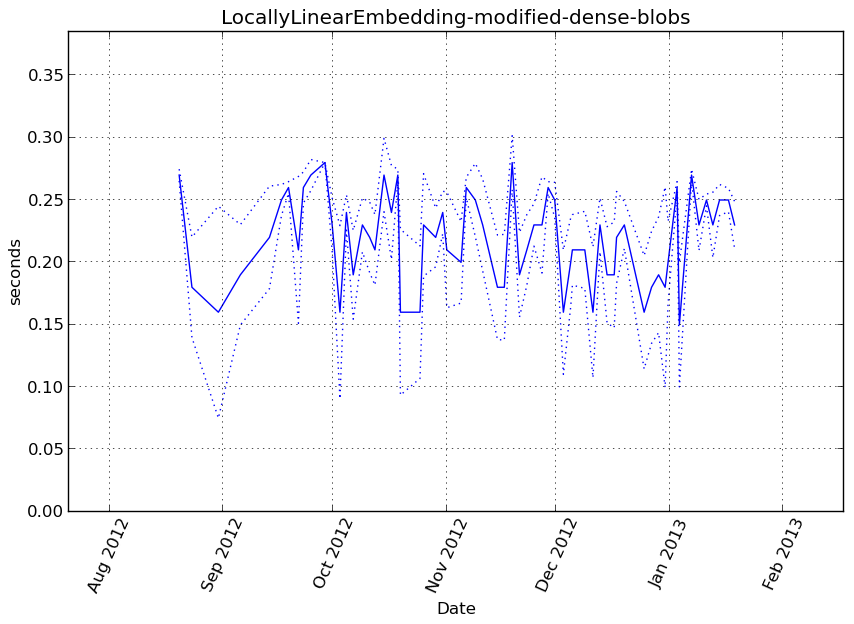 LocallyLinearEmbedding-modified-dense-blobs
0.35
0.30
0.25
0.20
0.15
0.10
0.05
0.00
seconds
Aug 2012
Sep 2012
Oct 2012
Nov 2012
Dec 2012
Jan 2013
Feb 2013
Date